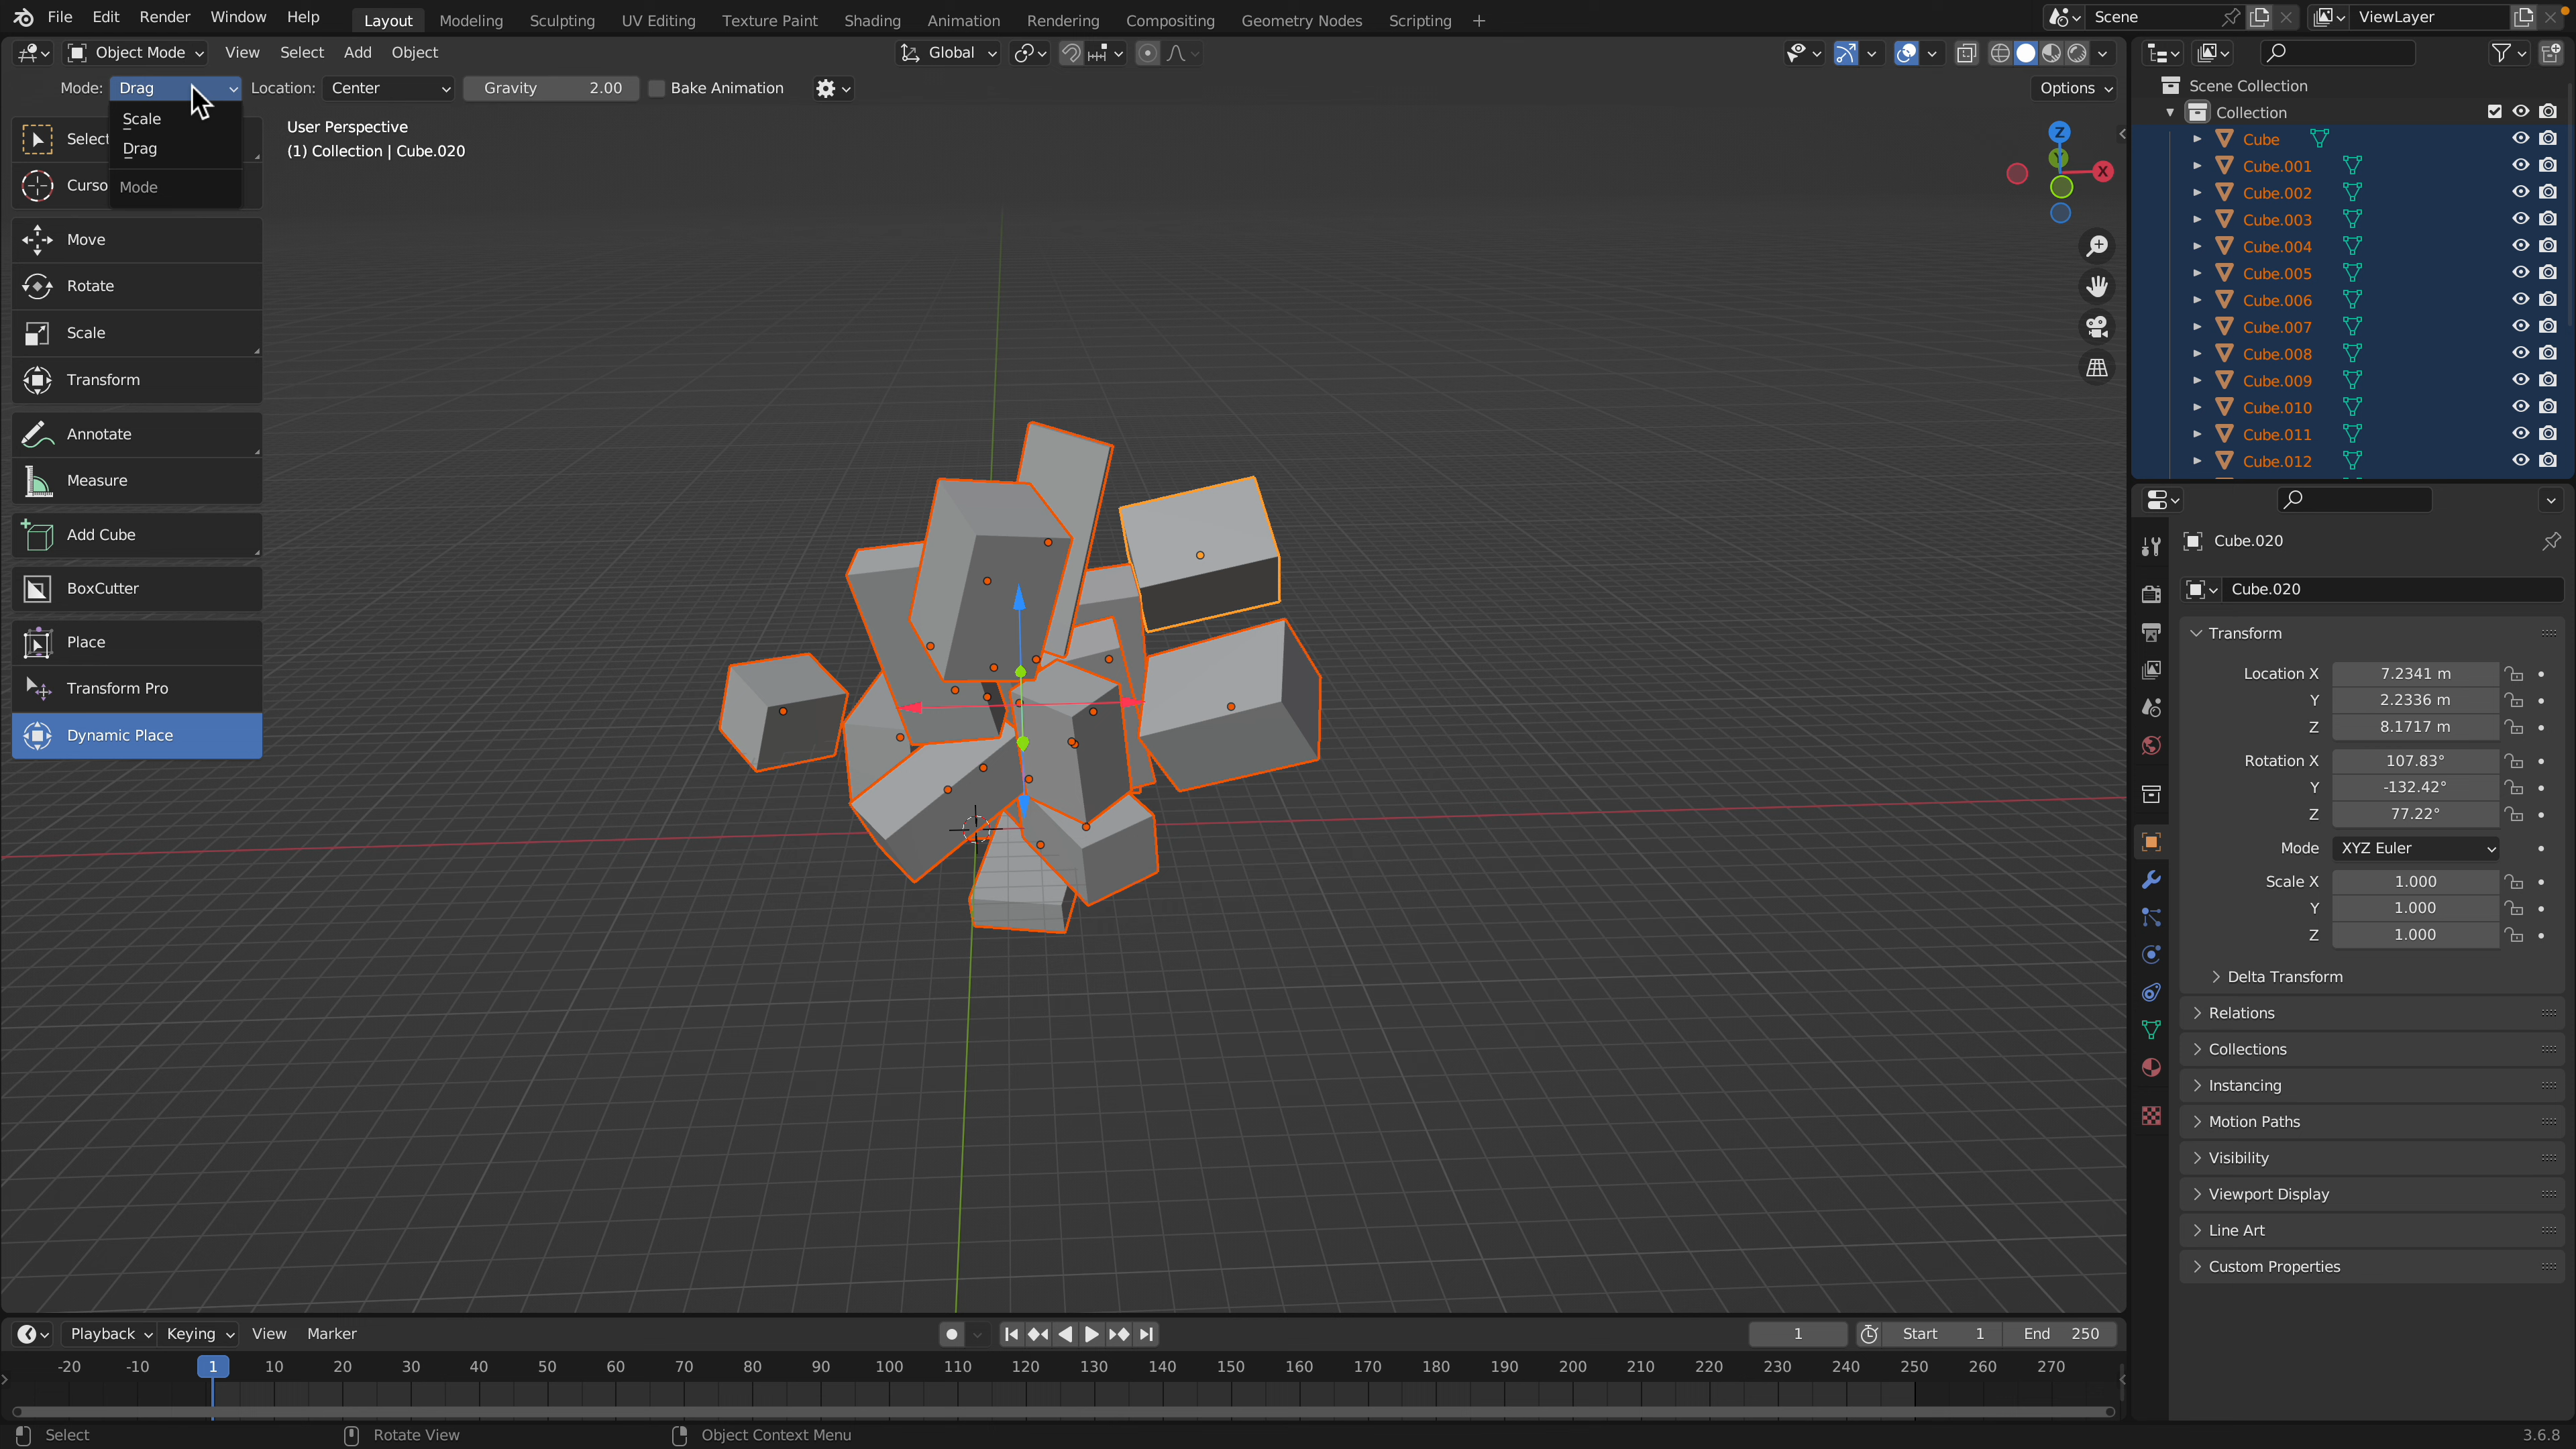 File Edit Render Window Help Layout Modeling Sculpting UV Editing Texture Paint Shading Animation Rendering Compositing Geometry Nodes Scripting + Scene ViewLayer
Object Mode View Select Add Object Global
Mode: Drag Location: Center Gravity 2.00 Bake Animation Options
Scale
Drag
Mode
Select
Curso
Move
Rotate
Scale
Transform
Annotate
Measure
Add Cube
BoxCutter
Place
Transform Pro
Dynamic Place
User Perspective
(1) Collection | Cube.020
Z
Y
X
Scene Collection
Collection
Cube
Cube.001
Cube.002
Cube.003
Cube.004
Cube.005
Cube.006
Cube.007
Cube.008
Cube.009
Cube.010
Cube.011
Cube.012
Cube.020
Cube.020
Transform
Location X 7.2341 m
Y 2.2336 m
Z 8.1717 m
Rotation X 107.83°
Y -132.42°
Z 77.22°
Mode XYZ Euler
Scale X 1.000
Y 1.000
Z 1.000
Delta Transform
Relations
Collections
Instancing
Motion Paths
Visibility
Viewport Display
Line Art
Custom Properties
Playback Keying View Marker 1 Start 1 End 250
-20 -10 1 10 20 30 40 50 60 70 80 90 100 110 120 130 140 150 160 170 180 190 200 210 220 230 240 250 260 270
Select Rotate View Object Context Menu 3.6.8